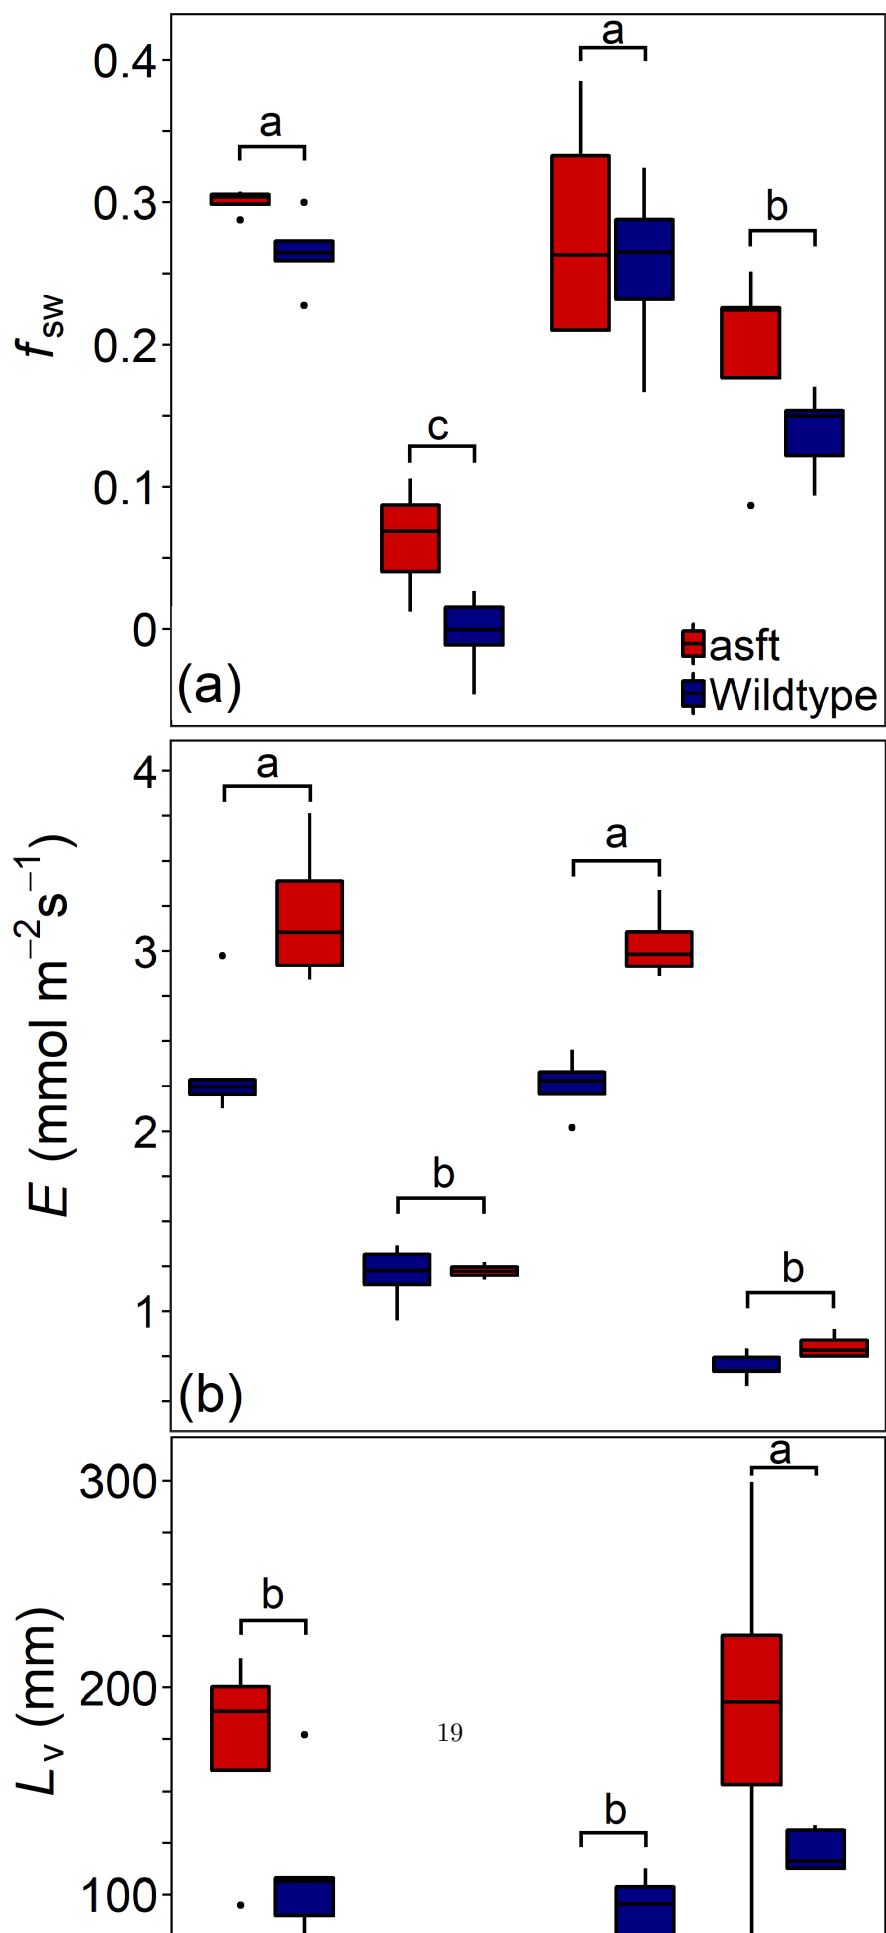 a
0.4
a
0.3
b
f sw
0.2
c
0.1
0
asft
(a)
Wildtype
4
a
a
3
E (mmol m−2s−1)
2
b
b
1
(b)
a
300
b
200
Lv (mm)
19
b
100